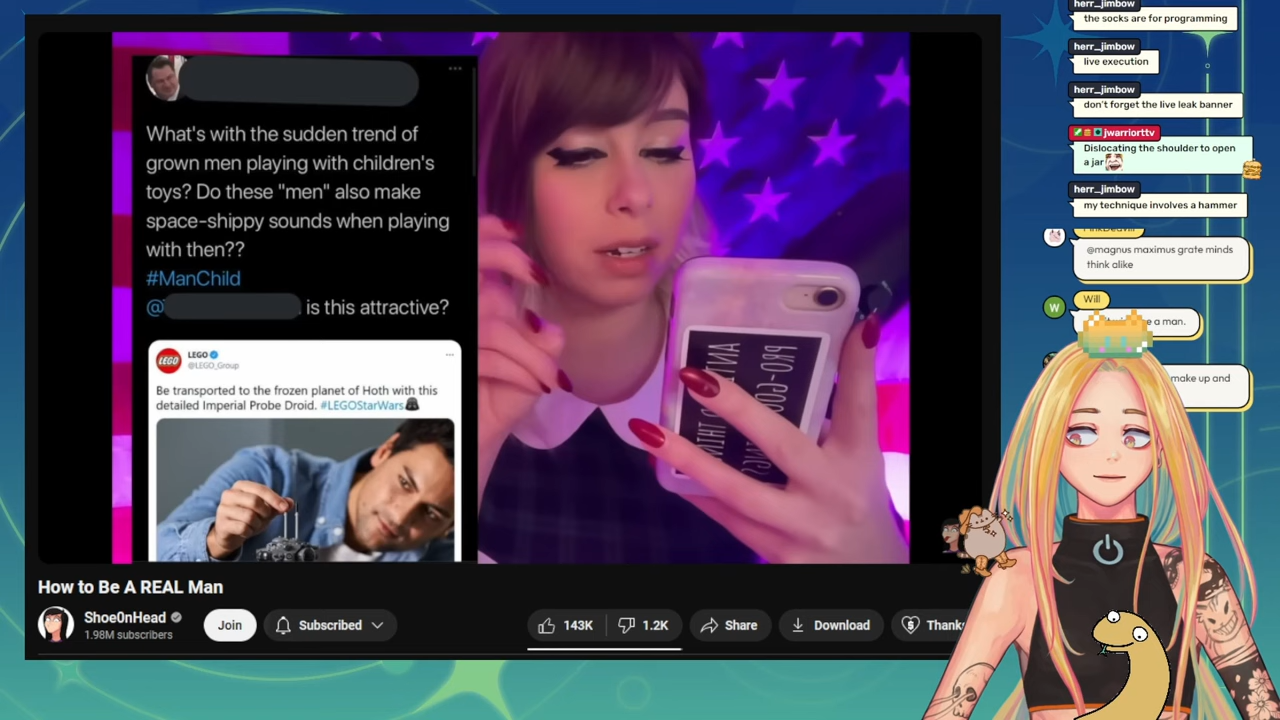 What's with the sudden trend of
grown men playing with children's
toys? Do these "men" also make
space-shippy sounds when playing
with then??
#ManChild
@ is this attractive?
LEGO
LEGO
@LEGO_Group
Be transported to the frozen planet of Hoth with this
detailed Imperial Probe Droid. #LEGOStarWars
How to Be A REAL Man
Shoe0nHead
1.98M subscribers
Join
Subscribed
143K
1.2K
Share
Download
Thank
herr_jimbow
the socks are for programming
herr_jimbow
live execution
herr_jimbow
don't forget the live leak banner
jwarriorttv
Dislocating the shoulder to open
a jar
herr_jimbow
my technique involves a hammer
@magnus maximus grate minds
think alike
W
Will
e a man.
make up and